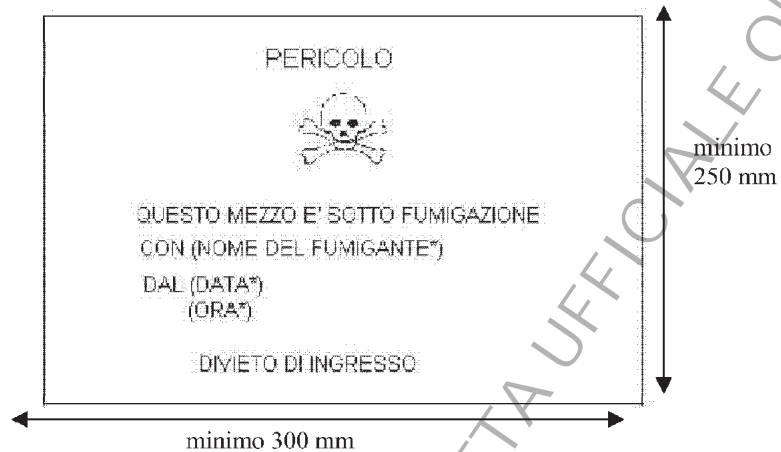 PERICOLO
QUESTO MEZZO E' SOTTO FUMIGAZIONE
CON (NOME DEL FUMIGANTE*)
DAL (DATA*)
(ORA*)
DIVIETO DI INGRESSO
minimo
250 mm
minimo 300 mm
UFFICIALE